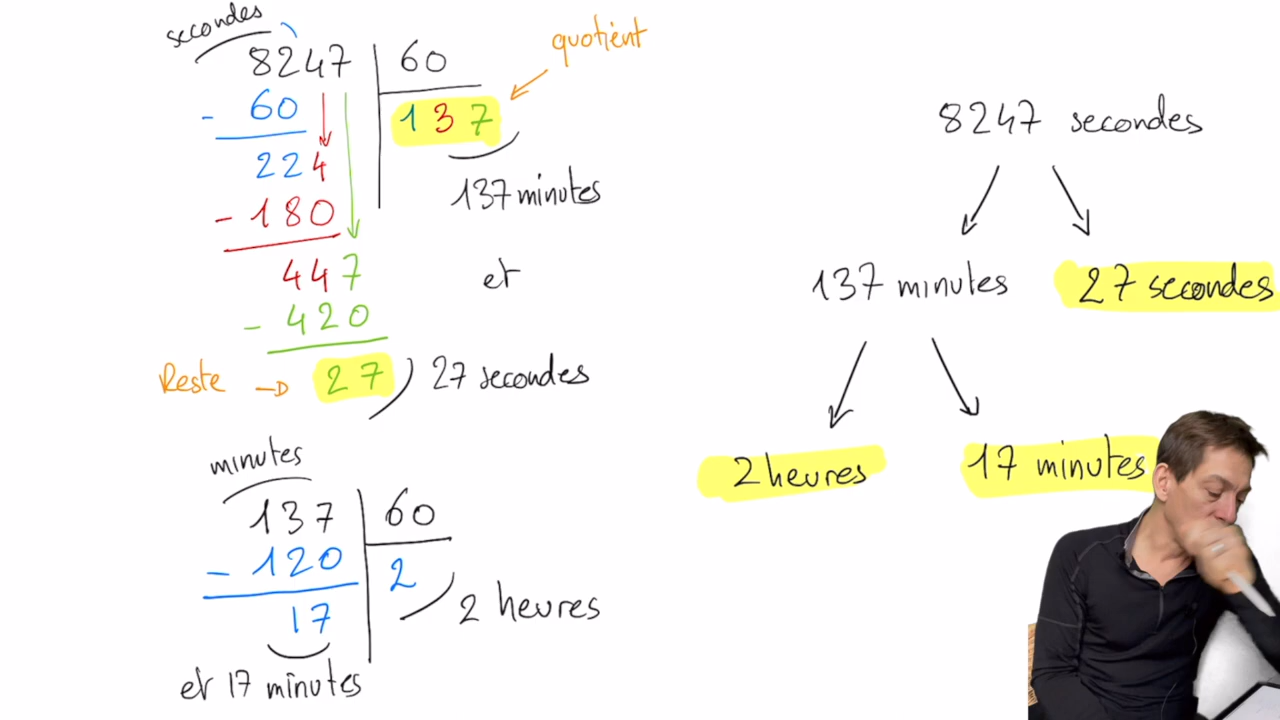 secondes
8247 60
quotient
- 60
137
224
137 minutes
- 180
447
et
- 420
Reste → 27
27 secondes
minutes
137 60
- 120
2
2 heures
17
et 17 minutes
8247 secondes
137 minutes 27 secondes
2 heures 17 minutes